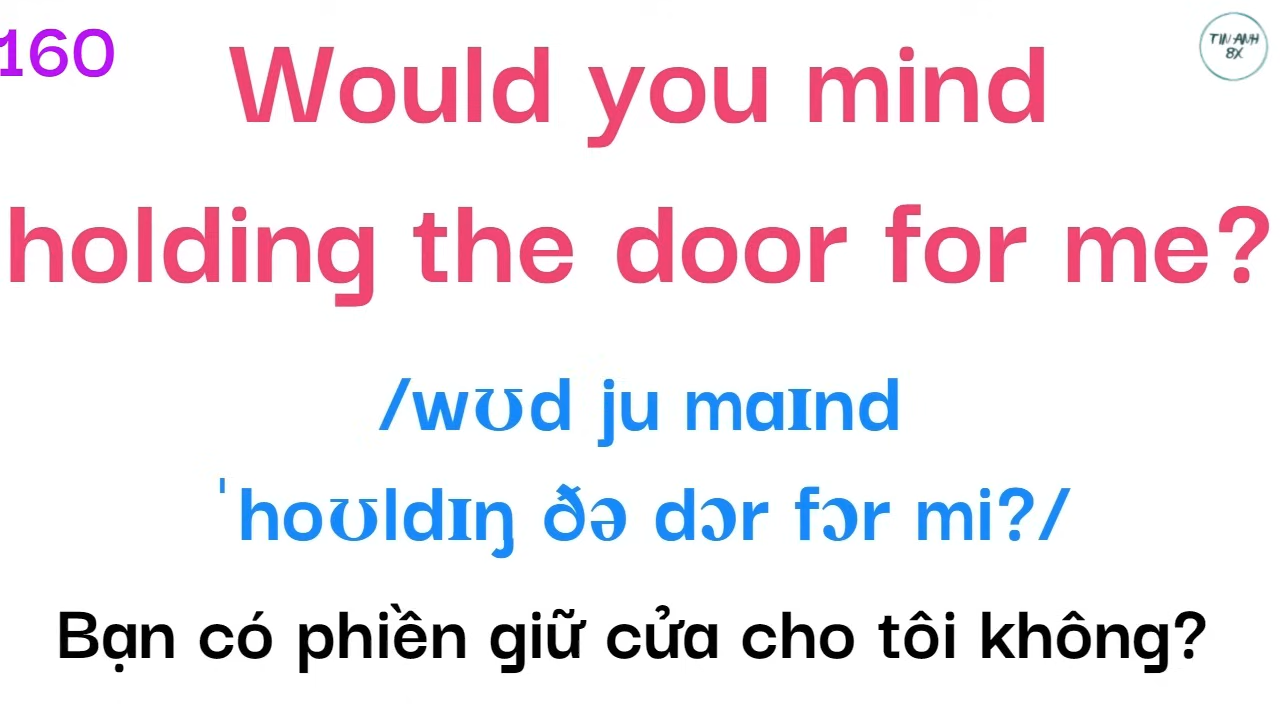 160
TIN ANH
8X
Would you mind
holding the door for me?
/wʊd ju maɪnd
ˈhoʊldɪŋ ðə dɔr fɔr mi?/
Bạn có phiền giữ cửa cho tôi không?